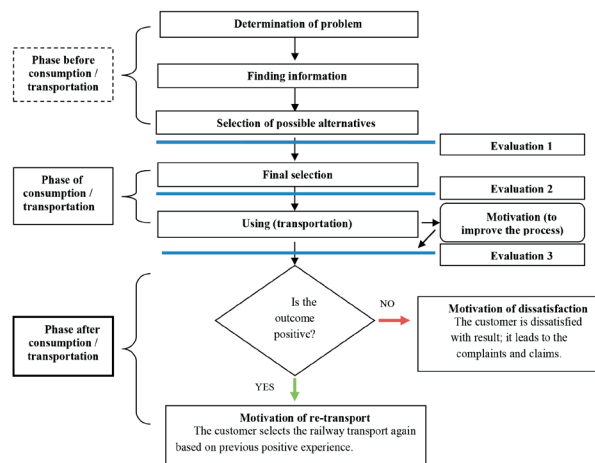 Determination of problem
Phase before
consumption /
transportation
Finding information
Selection of possible alternatives
Evaluation 1
Phase of
consumption /
transportation
Final selection
Evaluation 2
Using (transportation)
Motivation (to
improve the process)
Evaluation 3
Is the
outcome
positive?
NO
Motivation of dissatisfaction
The customer is dissatisfied
with result; it leads to the
complaints and claims.
Phase after
consumption /
transportation
YES
Motivation of re-transport
The customer selects the railway transport again
based on previous positive experience.